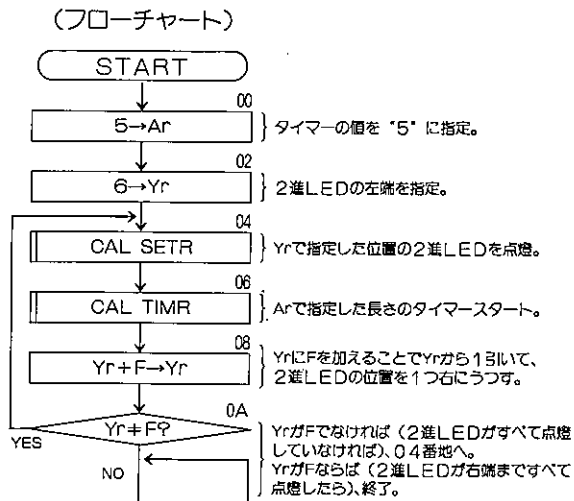 (フローチャート)
START
00
5→Ar
タイマーの値を "5" に指定。
02
6→Yr
2進LEDの左端を指定。
04
CAL SETR
Yrで指定した位置の2進LEDを点燈。
06
CAL TIMR
Arで指定した長さのタイマースタート。
08
Yr+F→Yr
YrにFを加えることでYrから1引いて、
2進LEDの位置を1つ右にうつす。
0A
Yr≠F?
YES
NO
YrがFでなければ(2進LEDがすべて点燈
していなければ)、04番地へ。
YrがFならば(2進LEDが右端まですべて
点燈したら)、終了。